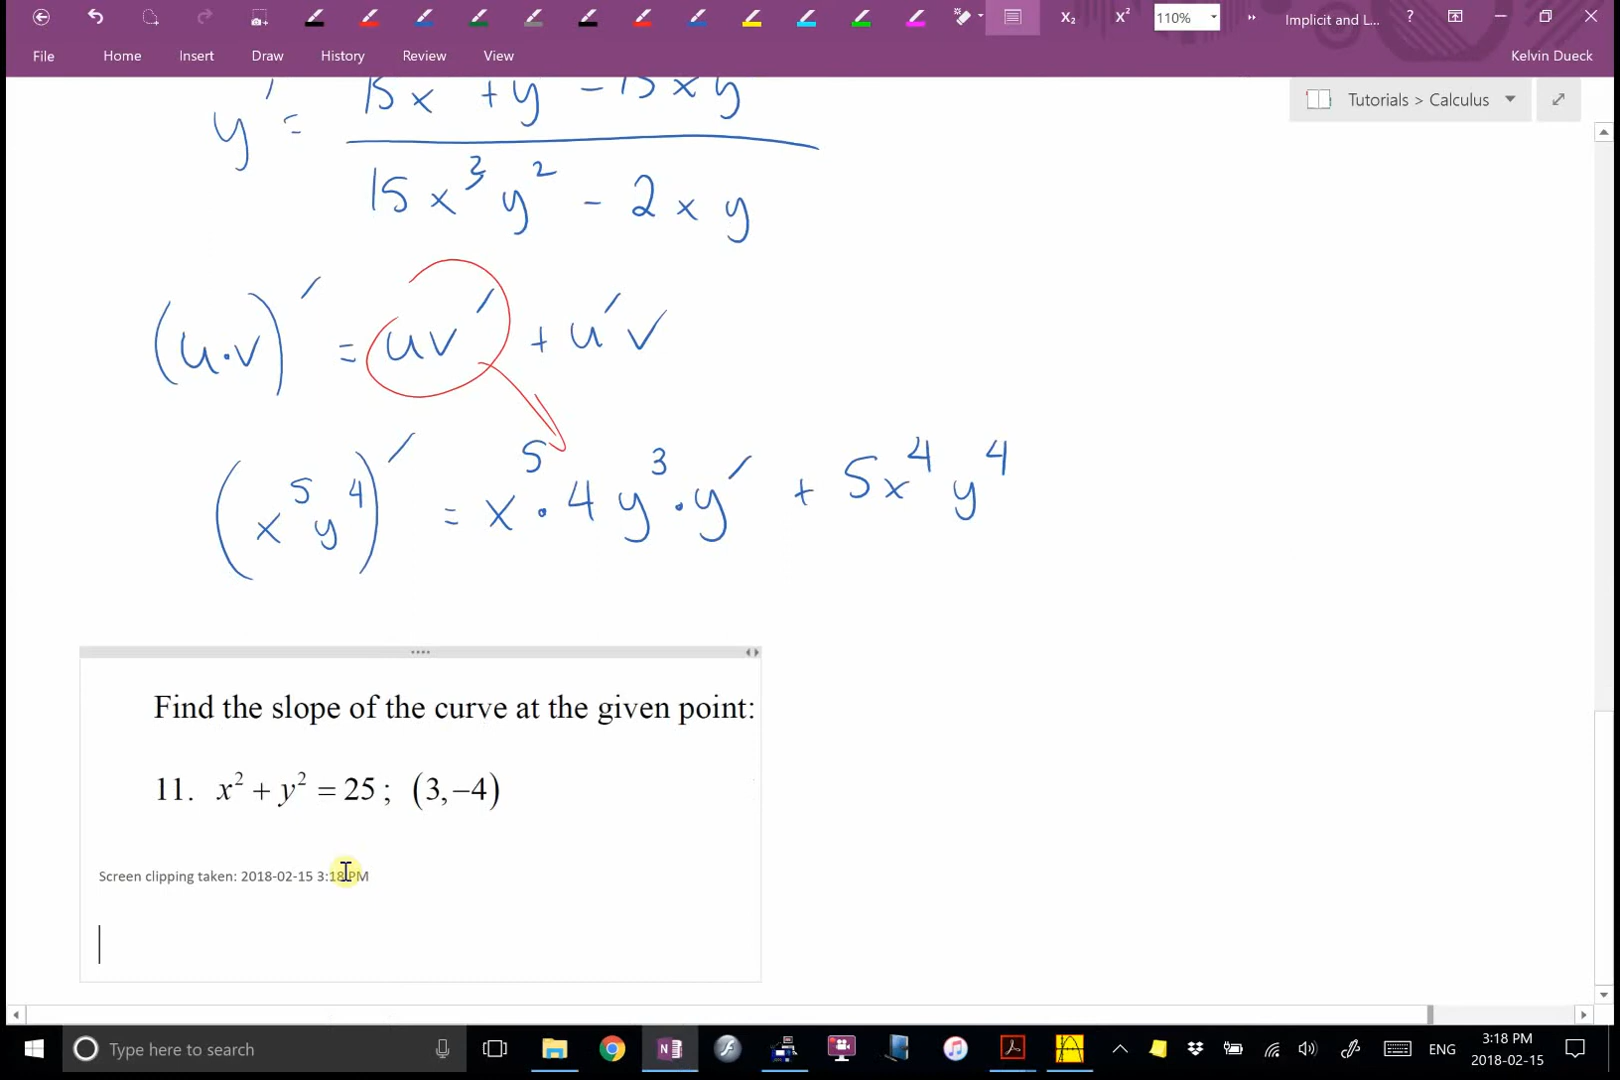 110%
Implicit and L...
File Home Insert Draw History Review View
Kelvin Dueck
Tutorials > Calculus
15x +y -15xy
y' =
15x³y² - 2xy
(u·v)' = uv' + u'v
(x⁵y⁴)' = x⁵·4y³·y' + 5x⁴y⁴
Find the slope of the curve at the given point:
11. x² + y² = 25 ; (3,−4)
Screen clipping taken: 2018-02-15 3:18 PM
Type here to search
ENG
3:18 PM
2018-02-15